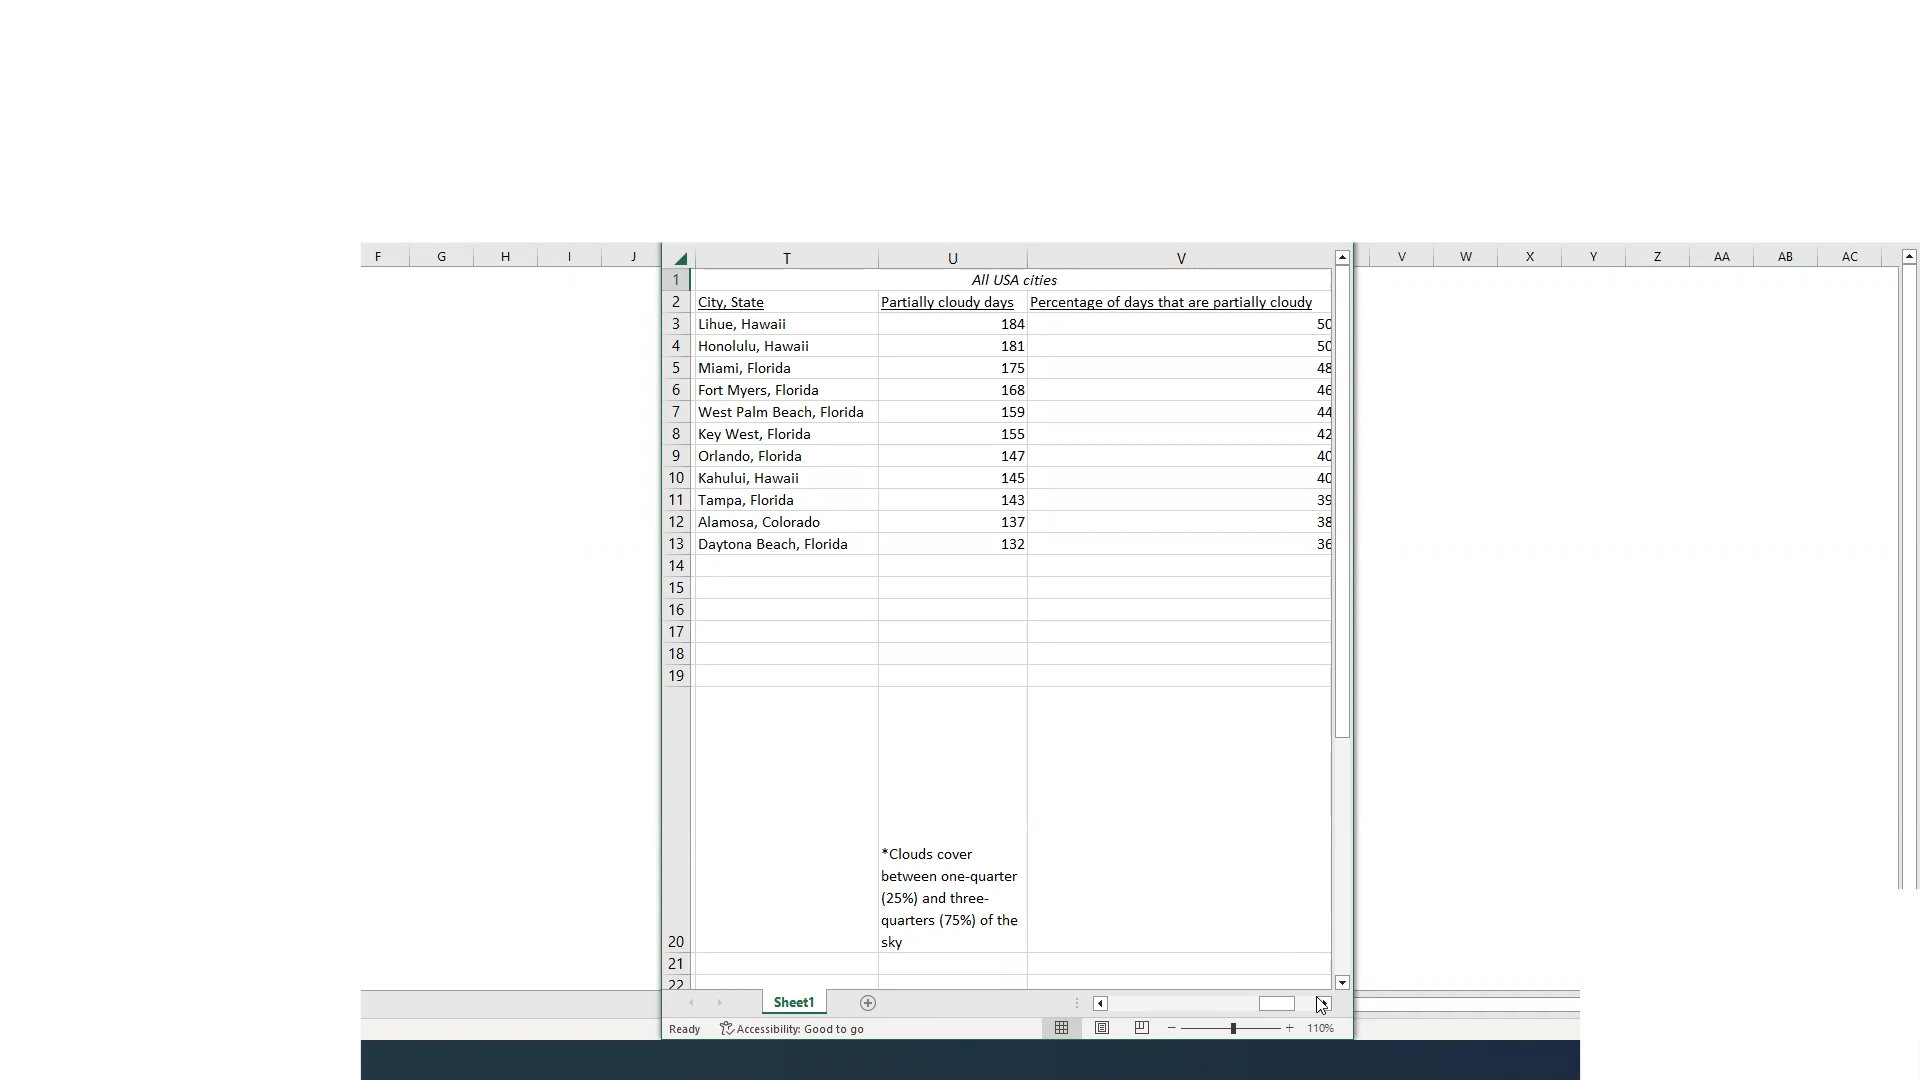 F G H I J T U V V W X Y Z AA AB AC
1 All USA cities
2 City, State Partially cloudy days Percentage of days that are partially cloudy
3 Lihue, Hawaii 184 50
4 Honolulu, Hawaii 181 50
5 Miami, Florida 175 48
6 Fort Myers, Florida 168 46
7 West Palm Beach, Florida 159 44
8 Key West, Florida 155 42
9 Orlando, Florida 147 40
10 Kahului, Hawaii 145 40
11 Tampa, Florida 143 39
12 Alamosa, Colorado 137 38
13 Daytona Beach, Florida 132 36
14
15
16
17
18
19
*Clouds cover
between one-quarter
(25%) and three-
quarters (75%) of the
20 sky
21
22
Sheet1
Ready Accessibility: Good to go 110%